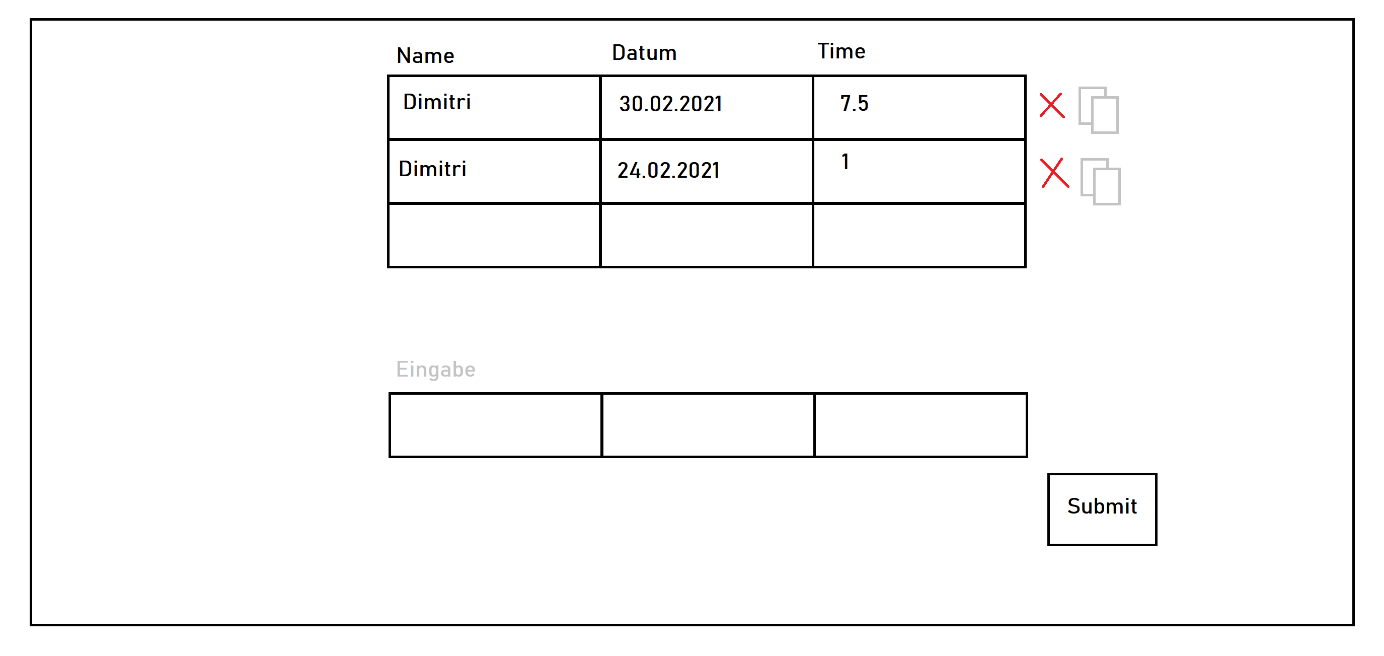 Name Datum Time
Dimitri 30.02.2021 7.5
Dimitri 24.02.2021 1
Eingabe
Submit